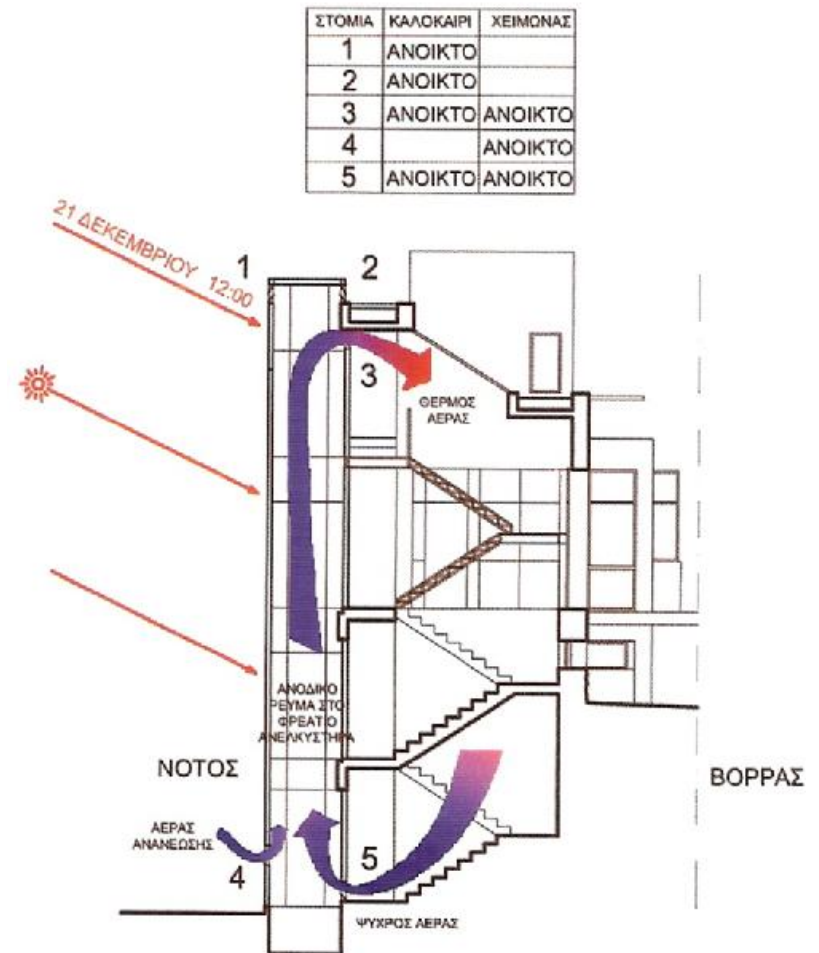 ΣΤΟΜΙΑ ΚΑΛΟΚΑΙΡΙ ΧΕΙΜΩΝΑΣ
1 ΑΝΟΙΚΤΟ
2 ΑΝΟΙΚΤΟ
3 ΑΝΟΙΚΤΟ ΑΝΟΙΚΤΟ
4 ΑΝΟΙΚΤΟ
5 ΑΝΟΙΚΤΟ ΑΝΟΙΚΤΟ
21 ΔΕΚΕΜΒΡΙΟΥ 12:00
1
2
3
ΘΕΡΜΟΣ
ΑΕΡΑΣ
ΑΝΟΔΙΚΟ
ΡΕΥΜΑ ΣΤΟ
ΦΡΕΑΤΙΟ
ΑΝΕΛΚΥΣΤΗΡΑ
ΝΟΤΟΣ
ΒΟΡΡΑΣ
ΑΕΡΑΣ
ΑΝΑΝΕΩΣΗΣ
4
5
ΨΥΧΡΟΣ ΑΕΡΑΣ